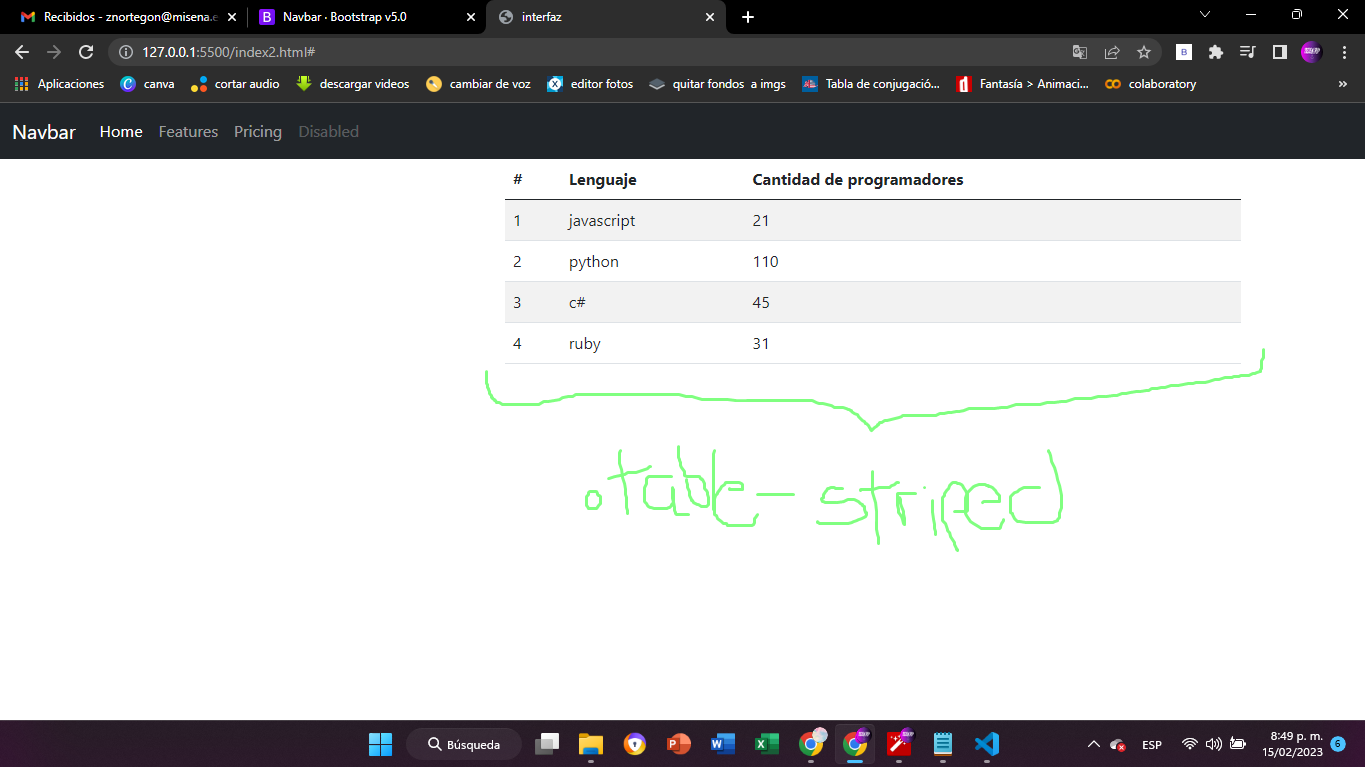 Recibidos - znortegon@misena.e
Navbar · Bootstrap v5.0
interfaz
127.0.0.1:5500/index2.html#
Aplicaciones canva cortar audio descargar videos cambiar de voz editor fotos quitar fondos a imgs Tabla de conjugació... Fantasía > Animaci... colaboratory »
Navbar Home Features Pricing Disabled
# Lenguaje Cantidad de programadores
1 javascript 21
2 python 110
3 c# 45
4 ruby 31
.table-striped
Búsqueda
ESP
8:49 p. m.
15/02/2023
6